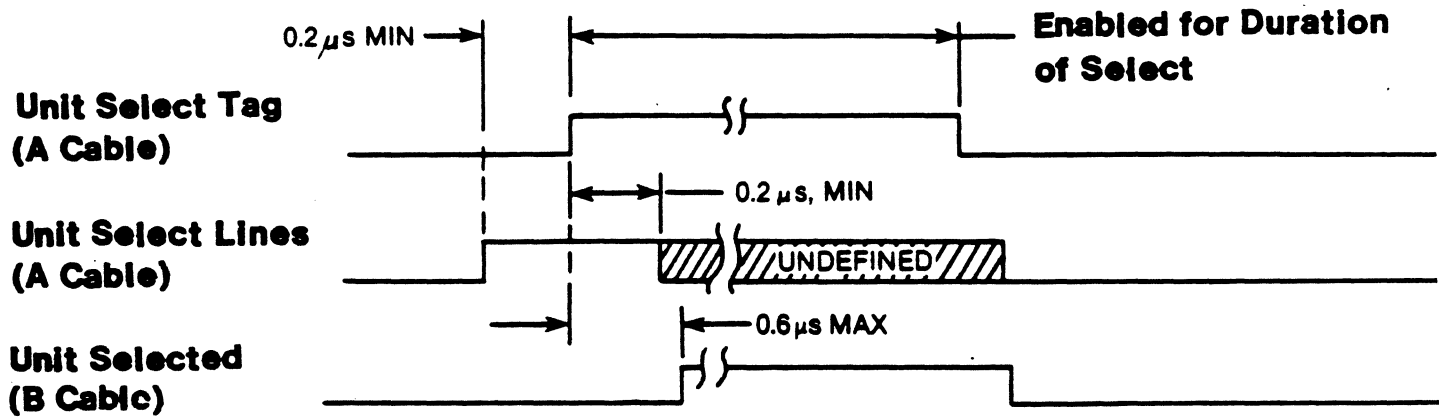 0.2 µs MIN
Enabled for Duration
of Select
Unit Select Tag
(A Cable)
0.2 µs, MIN
Unit Select Lines
(A Cable)
UNDEFINED
0.6 µs MAX
Unit Selected
(B Cable)